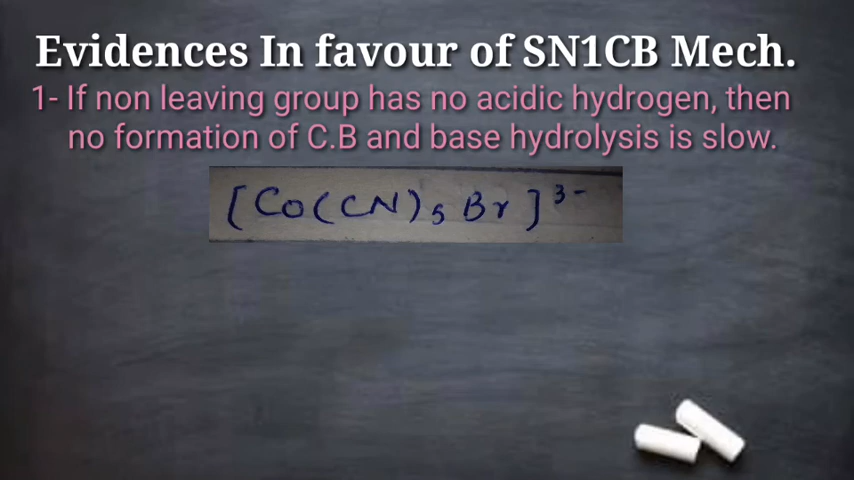 Evidences In favour of SN1CB Mech.
1- If non leaving group has no acidic hydrogen, then
no formation of C.B and base hydrolysis is slow.
[Co(CN)5Br]3-